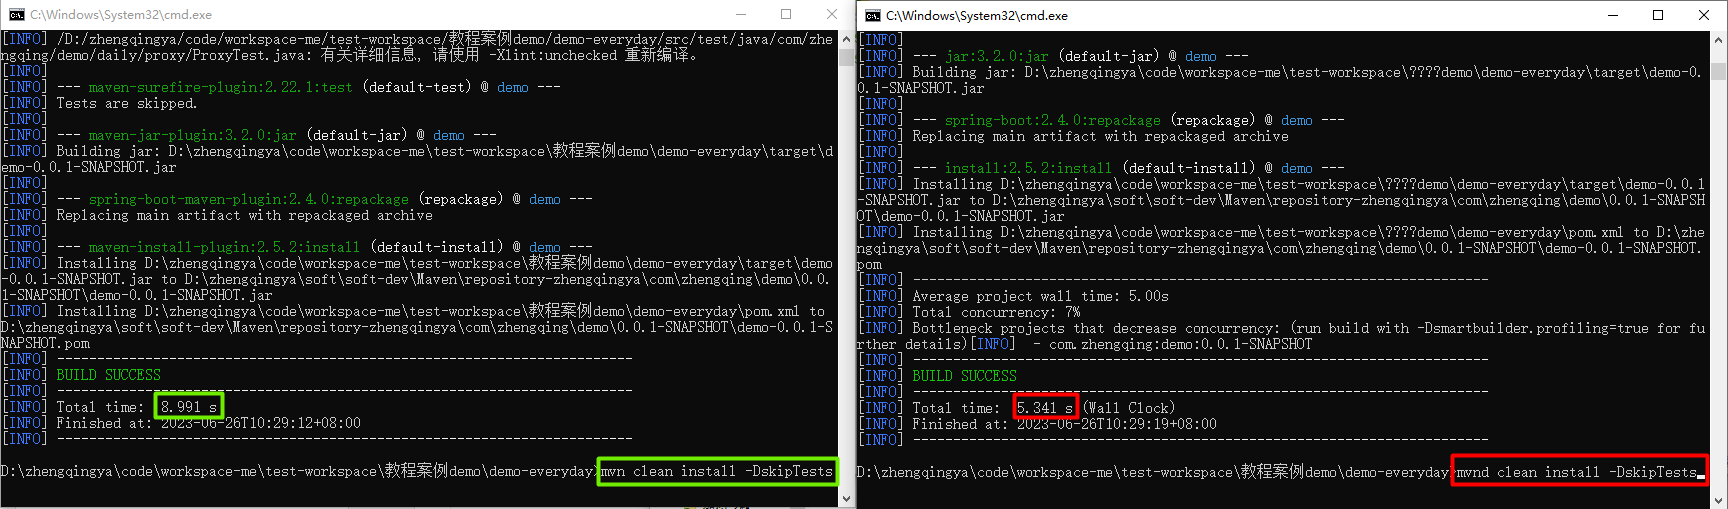 C:\Windows\System32\cmd.exe
[INFO] /D:/zhengqingya/code/workspace-me/test-workspace/教程案例demo/demo-everyday/src/test/java/com/zhe
ngqing/demo/daily/proxy/ProxyTest.java: 有关详细信息, 请使用 -Xlint:unchecked 重新编译。
[INFO]
[INFO] --- maven-surefire-plugin:2.22.1:test (default-test) @ demo ---
[INFO] Tests are skipped.
[INFO]
[INFO] --- maven-jar-plugin:3.2.0:jar (default-jar) @ demo ---
[INFO] Building jar: D:\zhengqingya\code\workspace-me\test-workspace\教程案例demo\demo-everyday\target\d
emo-0.0.1-SNAPSHOT.jar
[INFO]
[INFO] --- spring-boot-maven-plugin:2.4.0:repackage (repackage) @ demo ---
[INFO] Replacing main artifact with repackaged archive
[INFO]
[INFO] --- maven-install-plugin:2.5.2:install (default-install) @ demo ---
[INFO] Installing D:\zhengqingya\code\workspace-me\test-workspace\教程案例demo\demo-everyday\target\demo
-0.0.1-SNAPSHOT.jar to D:\zhengqingya\soft\soft-dev\Maven\repository-zhengqingya\com\zhengqing\demo\0.0.
1-SNAPSHOT\demo-0.0.1-SNAPSHOT.jar
[INFO] Installing D:\zhengqingya\code\workspace-me\test-workspace\教程案例demo\demo-everyday\pom.xml to
D:\zhengqingya\soft\soft-dev\Maven\repository-zhengqingya\com\zhengqing\demo\0.0.1-SNAPSHOT\demo-0.0.1-S
NAPSHOT.pom
[INFO] ------------------------------------------------------------------------
[INFO] BUILD SUCCESS
[INFO] ------------------------------------------------------------------------
[INFO] Total time:  8.991 s
[INFO] Finished at: 2023-06-26T10:29:12+08:00
[INFO] ------------------------------------------------------------------------
D:\zhengqingya\code\workspace-me\test-workspace\教程案例demo\demo-everyday>mvn clean install -DskipTests
C:\Windows\System32\cmd.exe
[INFO]
[INFO] --- jar:3.2.0:jar (default-jar) @ demo ---
[INFO] Building jar: D:\zhengqingya\code\workspace-me\test-workspace\????demo\demo-everyday\target\demo-0.
0.1-SNAPSHOT.jar
[INFO]
[INFO] --- spring-boot:2.4.0:repackage (repackage) @ demo ---
[INFO] Replacing main artifact with repackaged archive
[INFO]
[INFO] --- install:2.5.2:install (default-install) @ demo ---
[INFO] Installing D:\zhengqingya\code\workspace-me\test-workspace\????demo\demo-everyday\target\demo-0.0.1
-SNAPSHOT.jar to D:\zhengqingya\soft\soft-dev\Maven\repository-zhengqingya\com\zhengqing\demo\0.0.1-SNAPSH
OT\demo-0.0.1-SNAPSHOT.jar
[INFO] Installing D:\zhengqingya\code\workspace-me\test-workspace\????demo\demo-everyday\pom.xml to D:\zhe
ngqingya\soft\soft-dev\Maven\repository-zhengqingya\com\zhengqing\demo\0.0.1-SNAPSHOT\demo-0.0.1-SNAPSHOT.
pom
[INFO] ------------------------------------------------------------------------
[INFO] Average project wall time: 5.00s
[INFO] Total concurrency: 7%
[INFO] Bottleneck projects that decrease concurrency: (run build with -Dsmartbuilder.profiling=true for fu
rther details)[INFO]  - com.zhengqing:demo:0.0.1-SNAPSHOT
[INFO] ------------------------------------------------------------------------
[INFO] BUILD SUCCESS
[INFO] ------------------------------------------------------------------------
[INFO] Total time:  5.341 s (Wall Clock)
[INFO] Finished at: 2023-06-26T10:29:19+08:00
[INFO] ------------------------------------------------------------------------
D:\zhengqingya\code\workspace-me\test-workspace\教程案例demo\demo-everyday>mvnd clean install -DskipTests